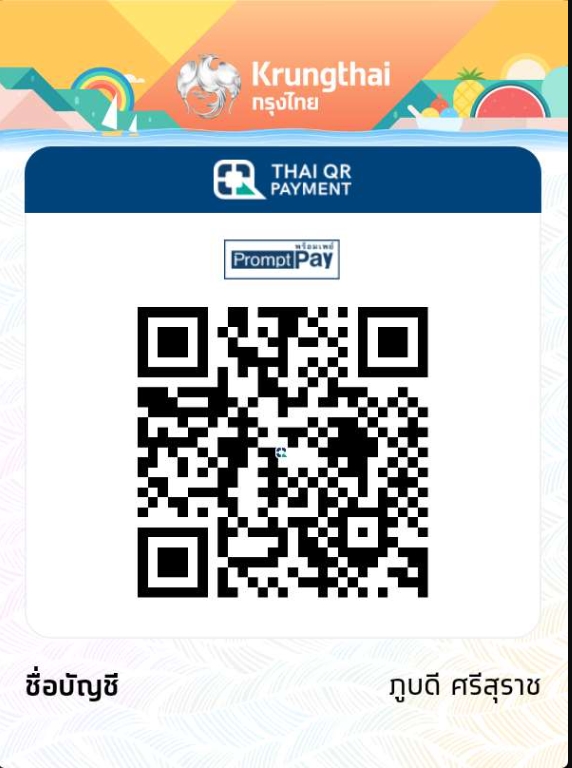 Krungthai
กรุงไทย
THAI QR
PAYMENT
พร้อมเพย์
PromptPay
ชื่อบัญชี ภูบดี ศรีสุราช